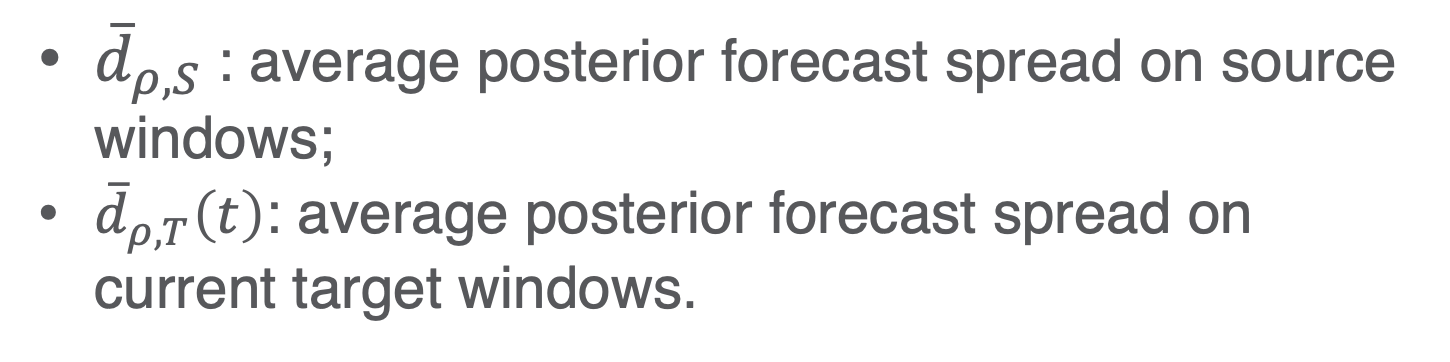 • d̄ρ,S : average posterior forecast spread on source
windows;
• d̄ρ,T(t): average posterior forecast spread on
current target windows.